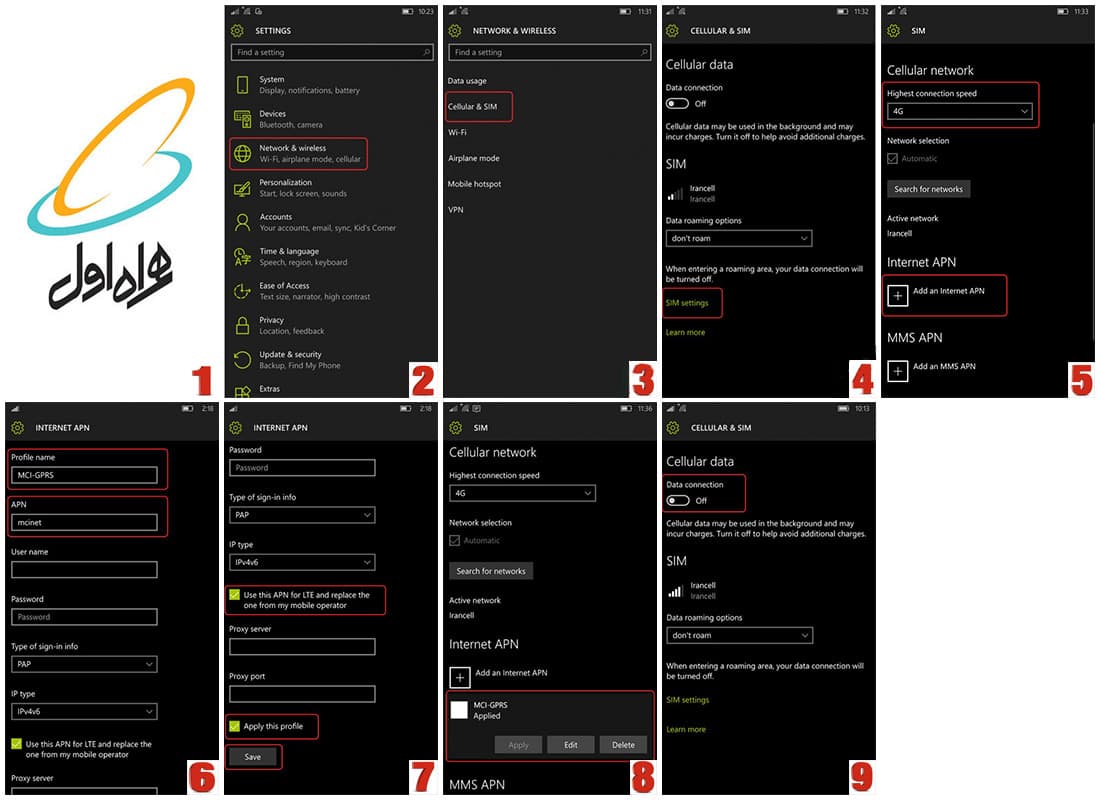 همراه اول
1
10:23
SETTINGS
Find a setting
System
Display, notifications, battery
Devices
Bluetooth, camera
Network & wireless
Wi-Fi, airplane mode, cellular
Personalization
Start, lock screen, sounds
Accounts
Your accounts, email, sync, Kid's Corner
Time & language
Speech, region, keyboard
Ease of Access
Text size, narrator, high contrast
Privacy
Location, feedback
Update & security
Backup, Find My Phone
Extras
2
11:31
NETWORK & WIRELESS
Find a setting
Data usage
Cellular & SIM
Wi-Fi
Airplane mode
Mobile hotspot
VPN
3
11:32
CELLULAR & SIM
Cellular data
Data connection
Off
Cellular data may be used in the background and may
incur charges. Turn it off to help avoid additional charges.
SIM
Irancell
Irancell
Data roaming options
don't roam
When entering a roaming area, your data connection will
be turned off.
SIM settings
Learn more
4
11:33
SIM
Cellular network
Highest connection speed
4G
Network selection
Automatic
Search for networks
Active network
Irancell
Internet APN
Add an Internet APN
MMS APN
Add an MMS APN
5
2:18
INTERNET APN
Profile name
MCI-GPRS
APN
mcinet
User name
Password
Password
Type of sign-in info
PAP
IP type
IPv4v6
Use this APN for LTE and replace the
one from my mobile operator
Proxy server
6
2:18
INTERNET APN
Password
Password
Type of sign-in info
PAP
IP type
IPv4v6
Use this APN for LTE and replace the
one from my mobile operator
Proxy server
Proxy port
Apply this profile
Save
7
11:36
SIM
Cellular network
Highest connection speed
4G
Network selection
Automatic
Search for networks
Active network
Irancell
Internet APN
Add an Internet APN
MCI-GPRS
Applied
Apply
Edit
Delete
MMS APN
8
10:13
CELLULAR & SIM
Cellular data
Data connection
Off
Cellular data may be used in the background and may
incur charges. Turn it off to help avoid additional charges.
SIM
Irancell
Irancell
Data roaming options
don't roam
When entering a roaming area, your data connection will
be turned off.
SIM settings
Learn more
9